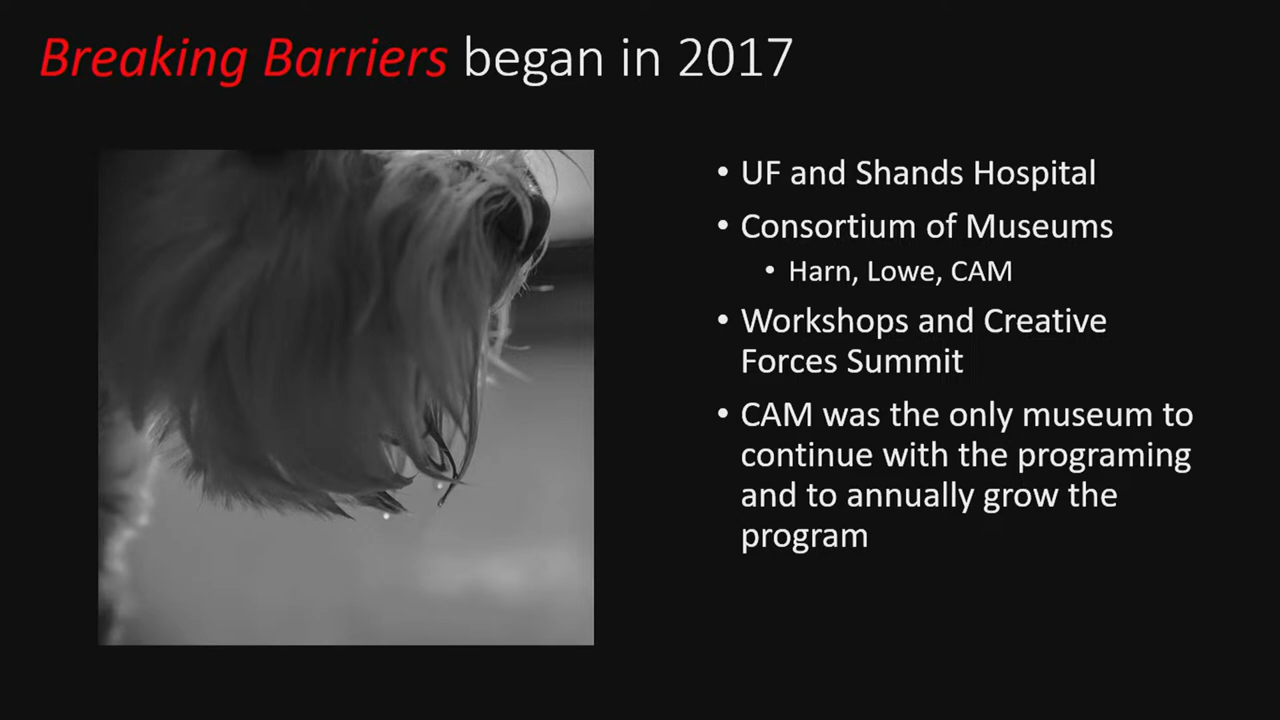 Breaking Barriers began in 2017
• UF and Shands Hospital
• Consortium of Museums
• Harn, Lowe, CAM
• Workshops and Creative
Forces Summit
• CAM was the only museum to
continue with the programing
and to annually grow the
program